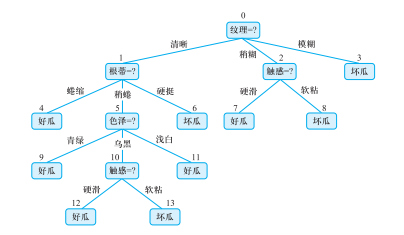 0
纹理=?
清晰
稍糊
模糊
1
2
3
根蒂=?
触感=?
坏瓜
蜷缩
稍蜷
硬挺
硬滑
软粘
4
5
6
7
8
好瓜
色泽=?
坏瓜
好瓜
坏瓜
青绿
乌黑
浅白
9
10
11
好瓜
触感=?
好瓜
硬滑
软粘
12
13
好瓜
坏瓜